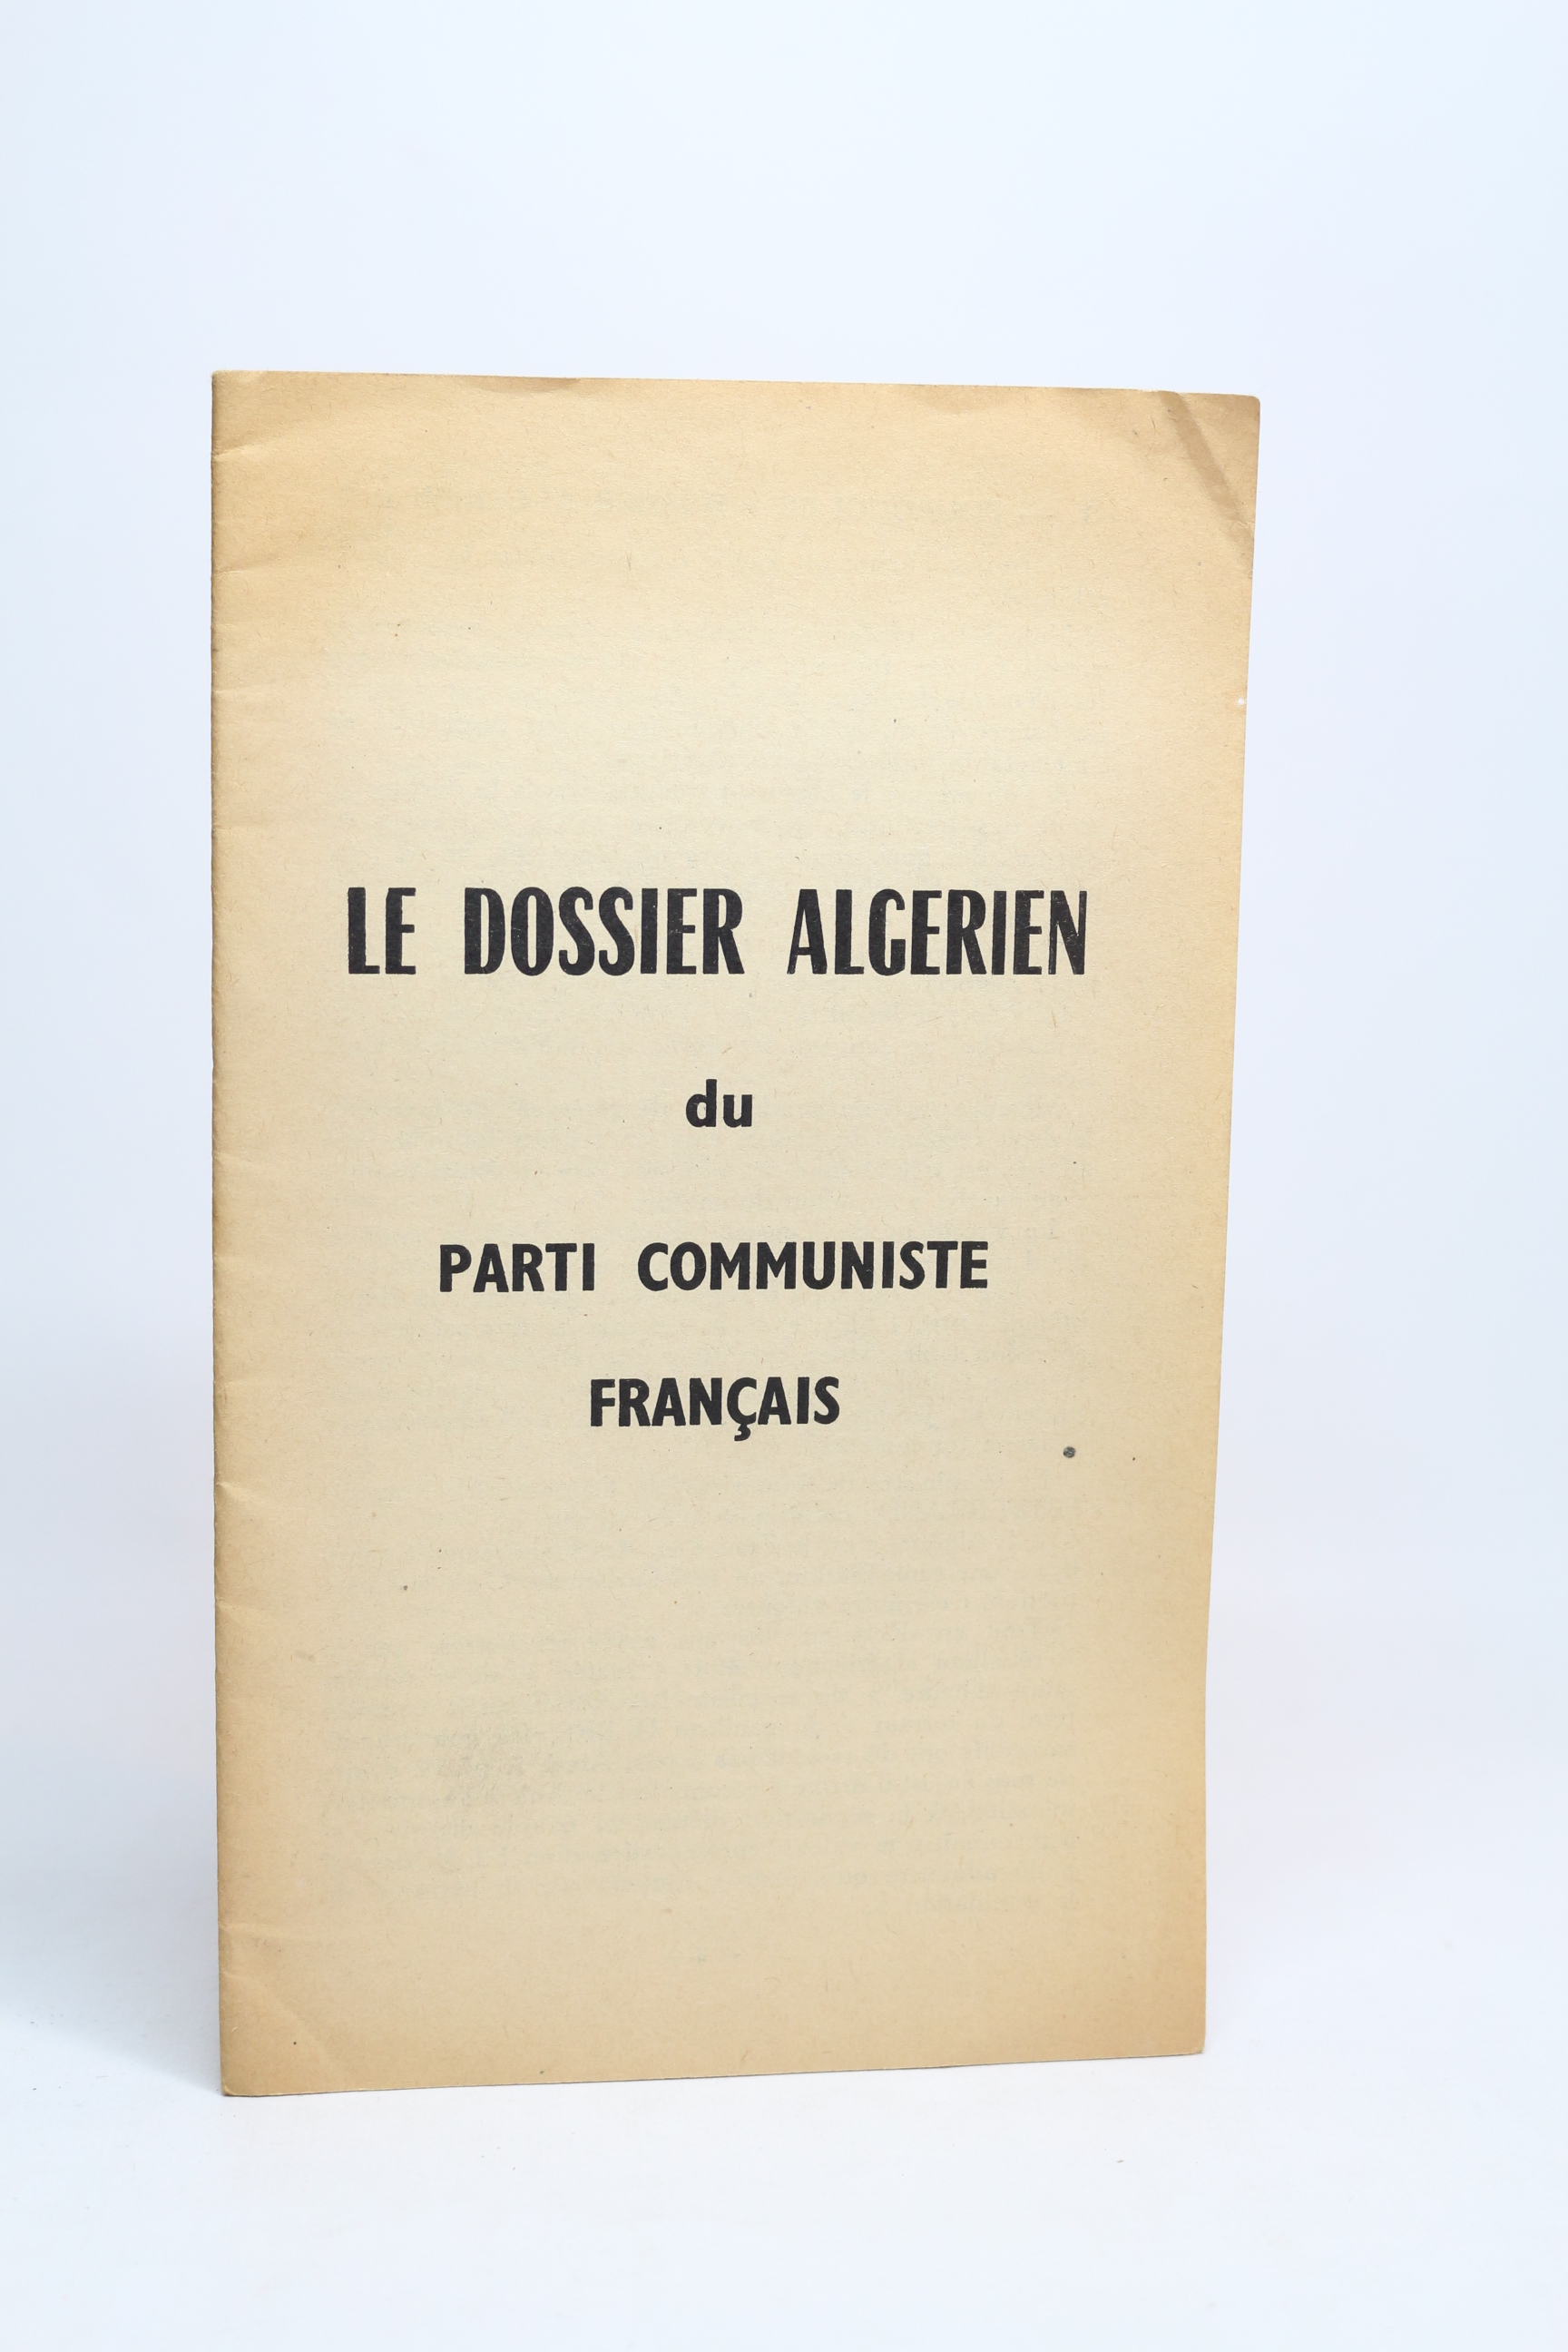 LE DOSSIER ALGERIEN
du
PARTI COMMUNISTE
FRANÇAIS